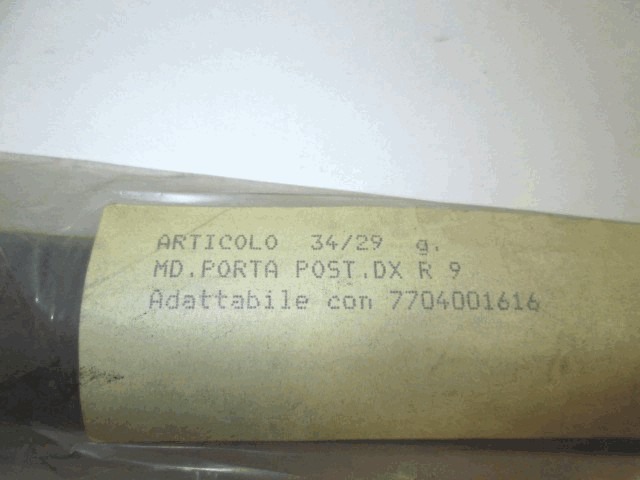 ARTICOLO 34/29 g.
MD.PORTA POST.DX R 9
Adattabile con 7704001616